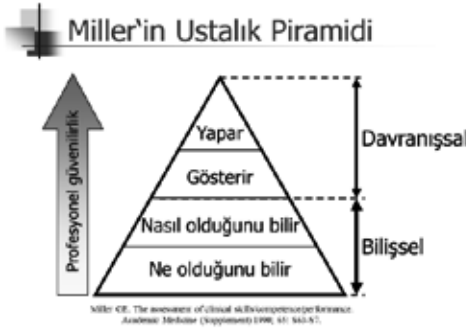 Miller'in Ustalık Piramidi
Profesyonel güvenilirlik
Yapar
Gösterir
Nasıl olduğunu bilir
Ne olduğunu bilir
Davranışsal
Bilişsel
Miller GE. The assessment of clinical skills/competence/performance.
Academic Medicine (Supplement) 1990; 65: S63-S7.